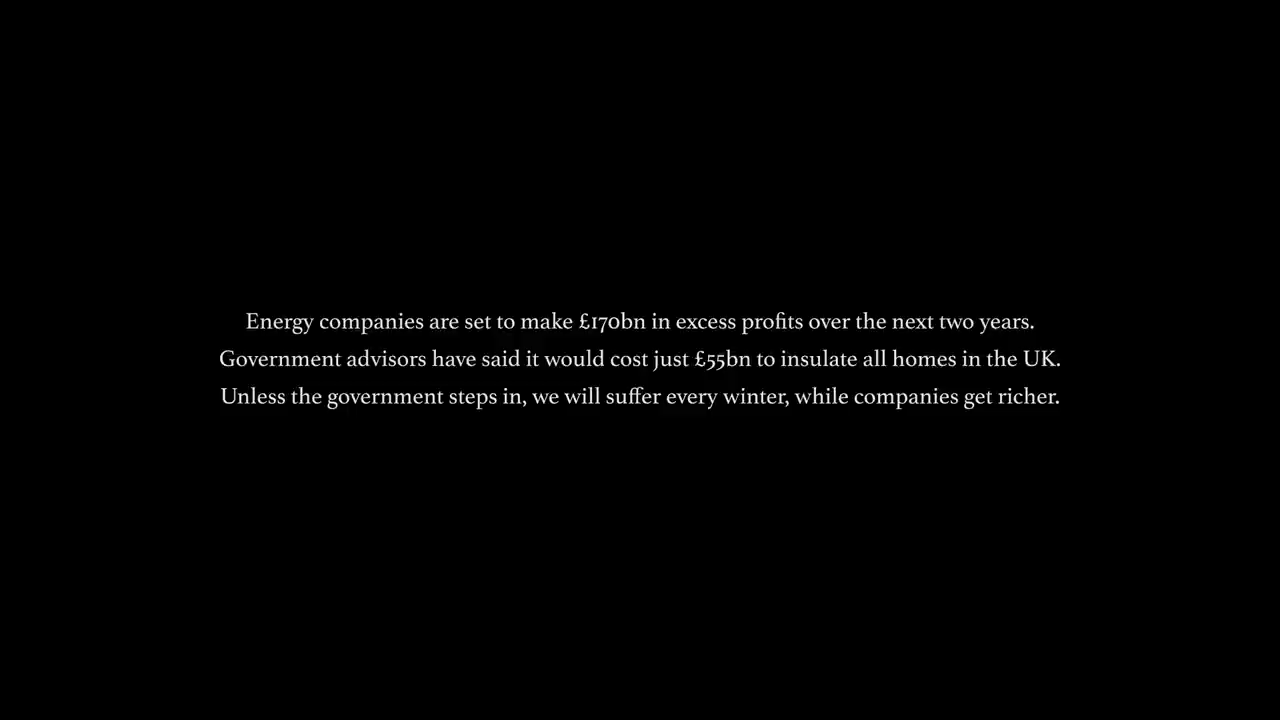 Energy companies are set to make £170bn in excess profits over the next two years.
Government advisors have said it would cost just £55bn to insulate all homes in the UK.
Unless the government steps in, we will suffer every winter, while companies get richer.